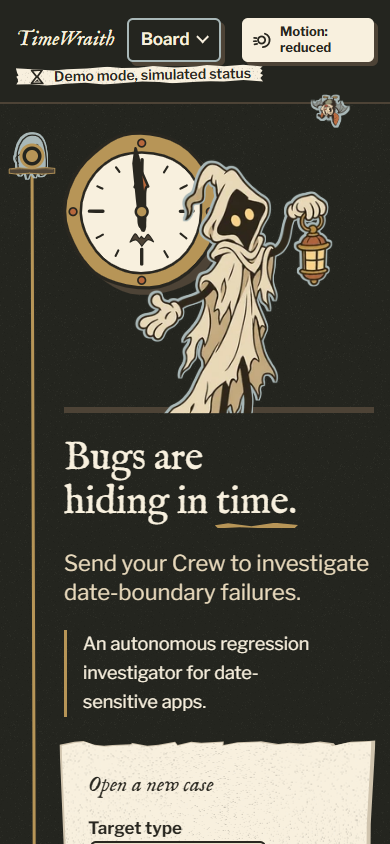 TimeWraith
Board
Motion:
reduced
Demo mode, simulated status
Bugs are
hiding in time.
Send your Crew to investigate
date-boundary failures.
An autonomous regression
investigator for date-
sensitive apps.
Open a new case
Target type